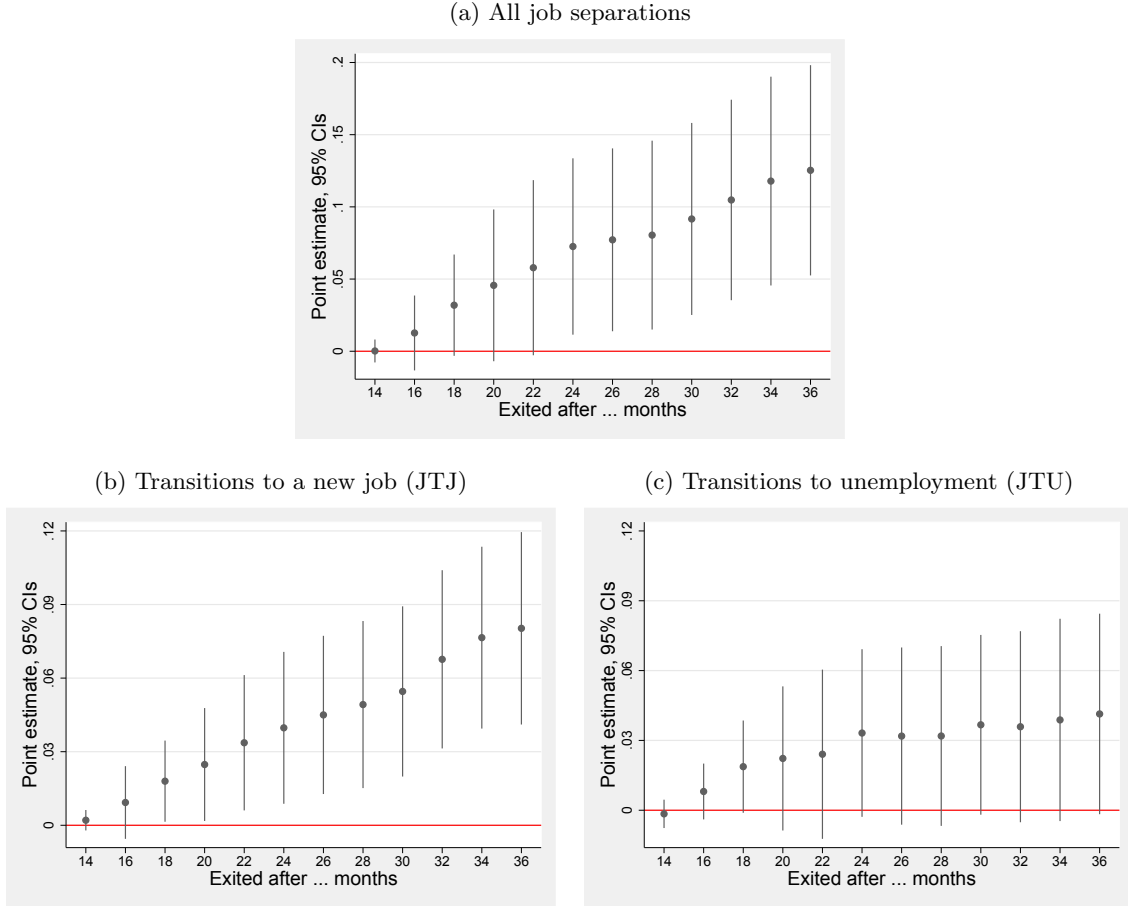 (a) All job separations
Point estimate, 95% CIs
.2
.15
.1
.05
0
14 16 18 20 22 24 26 28 30 32 34 36
Exited after ... months
(b) Transitions to a new job (JTJ)
Point estimate, 95% CIs
.12
.09
.06
.03
0
14 16 18 20 22 24 26 28 30 32 34 36
Exited after ... months
(c) Transitions to unemployment (JTU)
Point estimate, 95% CIs
.12
.09
.06
.03
0
14 16 18 20 22 24 26 28 30 32 34 36
Exited after ... months